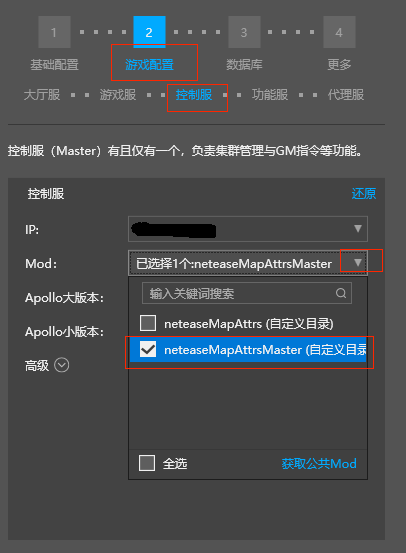 1 2 3 4
基础配置 游戏配置 数据库 更多
大厅服 游戏服 控制服 功能服 代理服
控制服（Master）有且仅有一个，负责集群管理与GM指令等功能。
控制服 还原
IP:
Mod: 已选择1个:neteaseMapAttrsMaster
Apollo大版本: 输入关键词搜索
Apollo小版本: neteaseMapAttrs (自定义目录)
neteaseMapAttrsMaster (自定义目录
高级
全选 获取公共Mod